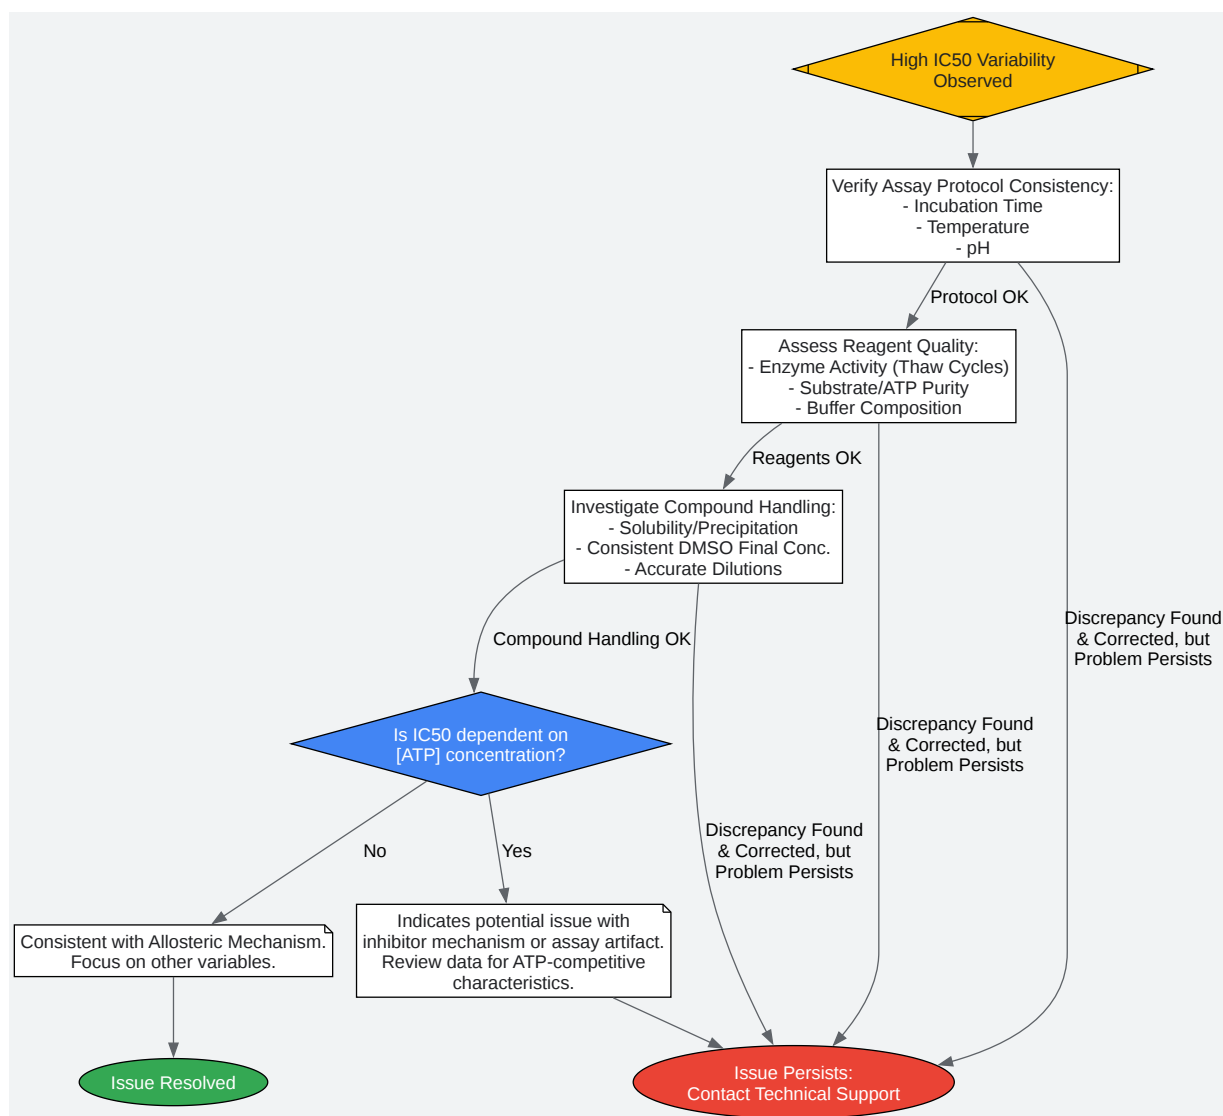 High IC50 Variability
Observed
Verify Assay Protocol Consistency:
- Incubation Time
- Temperature
- pH
Protocol OK
Assess Reagent Quality:
- Enzyme Activity (Thaw Cycles)
- Substrate/ATP Purity
- Buffer Composition
Reagents OK
Investigate Compound Handling:
- Solubility/Precipitation
- Consistent DMSO Final Conc.
- Accurate Dilutions
Discrepancy Found
& Corrected, but
Problem Persists
Compound Handling OK
Is IC50 dependent on
[ATP] concentration?
Discrepancy Found
& Corrected, but
Problem Persists
Discrepancy Found
& Corrected, but
Problem Persists
No
Yes
Consistent with Allosteric Mechanism.
Focus on other variables.
Indicates potential issue with
inhibitor mechanism or assay artifact.
Review data for ATP-competitive
characteristics.
Issue Resolved
Issue Persists:
Contact Technical Support